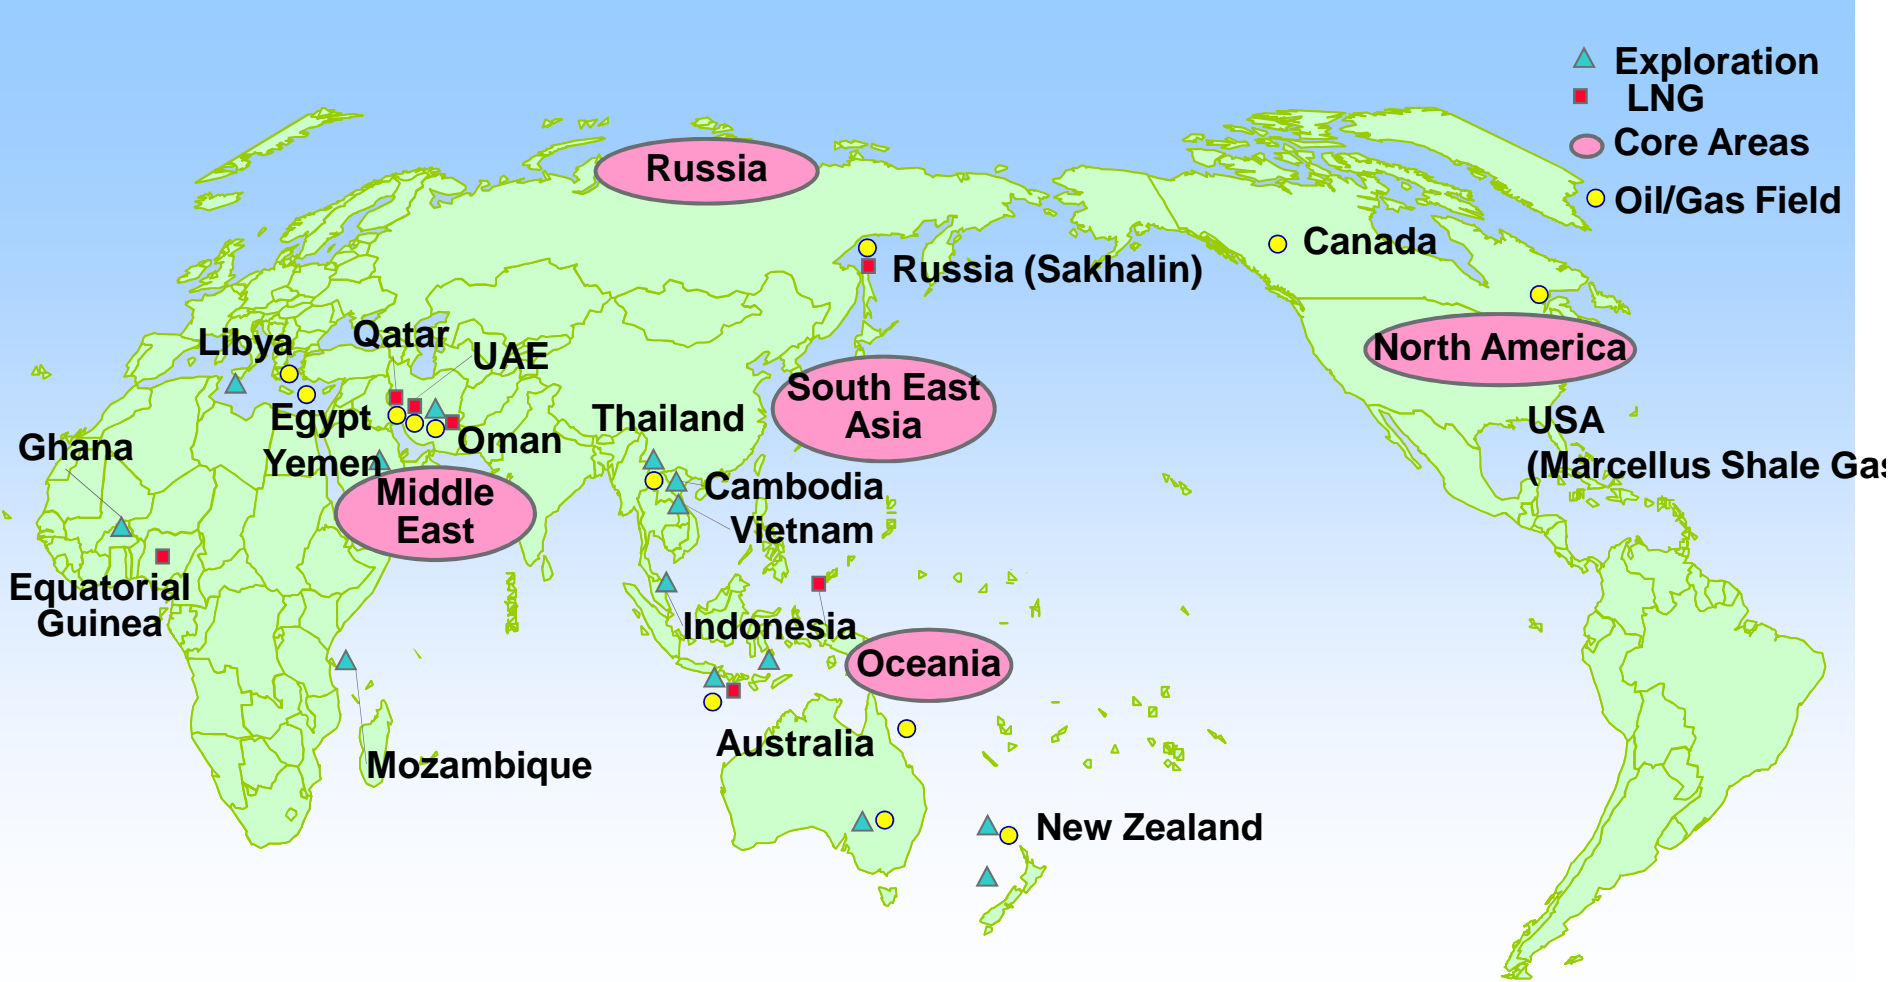 Exploration
LNG
Core Areas
Oil/Gas Field
Russia
Canada
Russia (Sakhalin)
Libya
Qatar
UAE
North America
South East
Asia
Thailand
Egypt
Oman
USA
Ghana
Yemen
(Marcellus Shale Gas
Middle
East
Cambodia
Vietnam
Equatorial
Guinea
Indonesia
Oceania
Australia
Mozambique
New Zealand